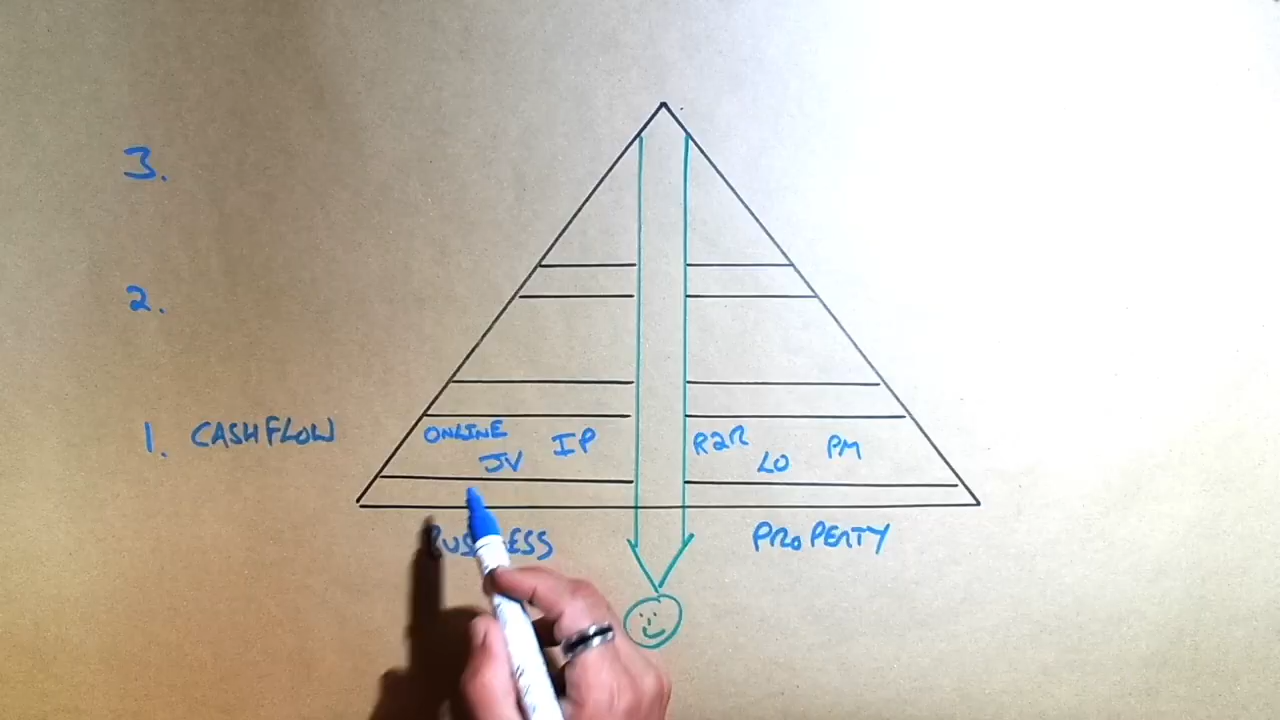 3.
2.
1. CASHFLOW
ONLINE
JV
IP
R2R
LO
PM
PROPERTY